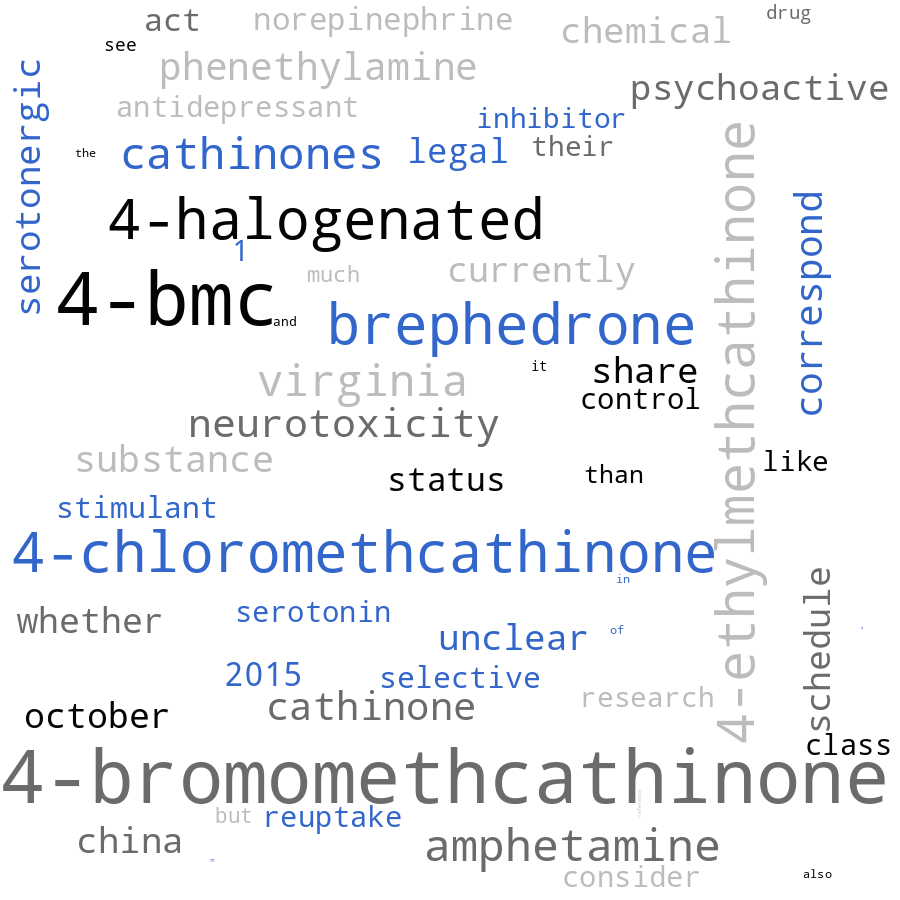 act norepinephrine drug
see chemical
phenethylamine
psychoactive
antidepressant
inhibitor
serotonergic
the cathinones legal their
4-halogenated
1
4-bmc much currently
and brephedrone
4-ethylmethcathinone
correspond
it share
virginia control
neurotoxicity
substance status than like
stimulant
4-chloromethcathinone
in
whether serotonin
unclear of
2015 selective
schedule
october cathinone research
class
4-bromomethcathinone
but reuptake
china amphetamine
consider also